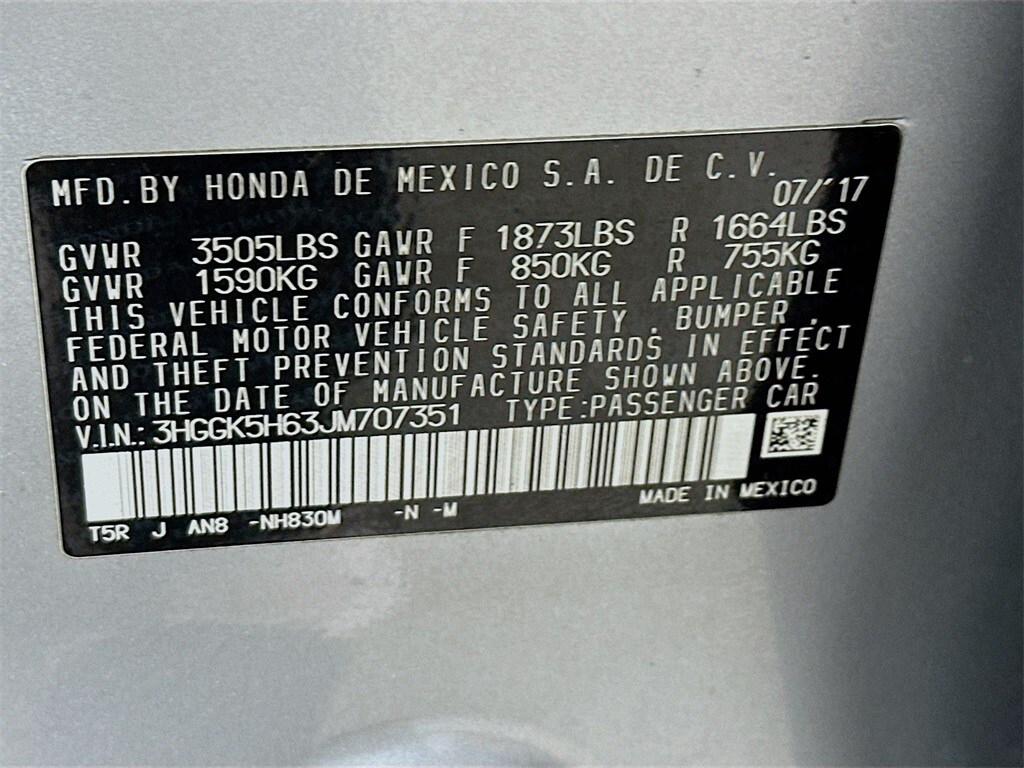 MFD.BY HONDA DE MEXICO S.A. DE C.V.
07/'17
GVWR 3505LBS GAWR F 1873LBS R 1664LBS
GVWR 1590KG GAWR F 850KG R 755KG
THIS VEHICLE CONFORMS TO ALL APPLICABLE
FEDERAL MOTOR VEHICLE SAFETY , BUMPER ,
AND THEFT PREVENTION STANDARDS IN EFFECT
ON THE DATE OF MANUFACTURE SHOWN ABOVE.
V.I.N.: 3HGGK5H63JM707351 TYPE:PASSENGER CAR
MADE IN MEXICO
T5R J AN8 -NH830M -N -M